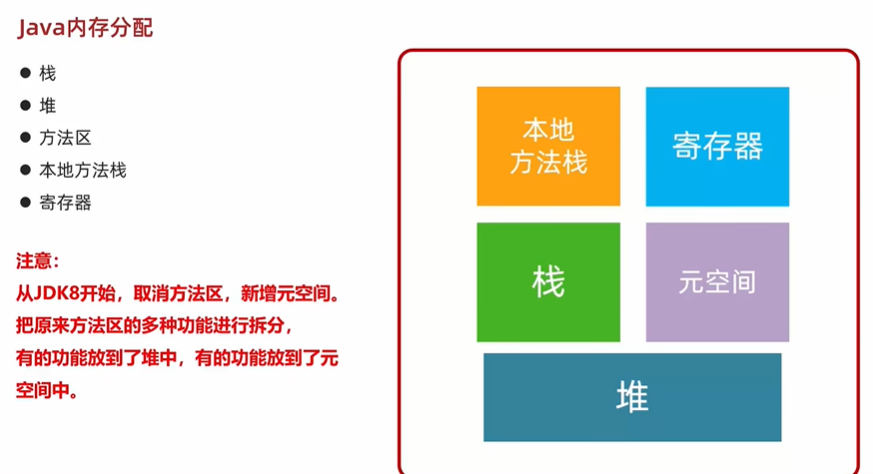 Java内存分配
● 栈
● 堆
● 方法区
● 本地方法栈
● 寄存器
注意：
从JDK8开始，取消方法区，新增元空间。
把原来方法区的多种功能进行拆分，
有的功能放到了堆中，有的功能放到了元
空间中。
本地
方法栈
寄存器
栈
元空间
堆